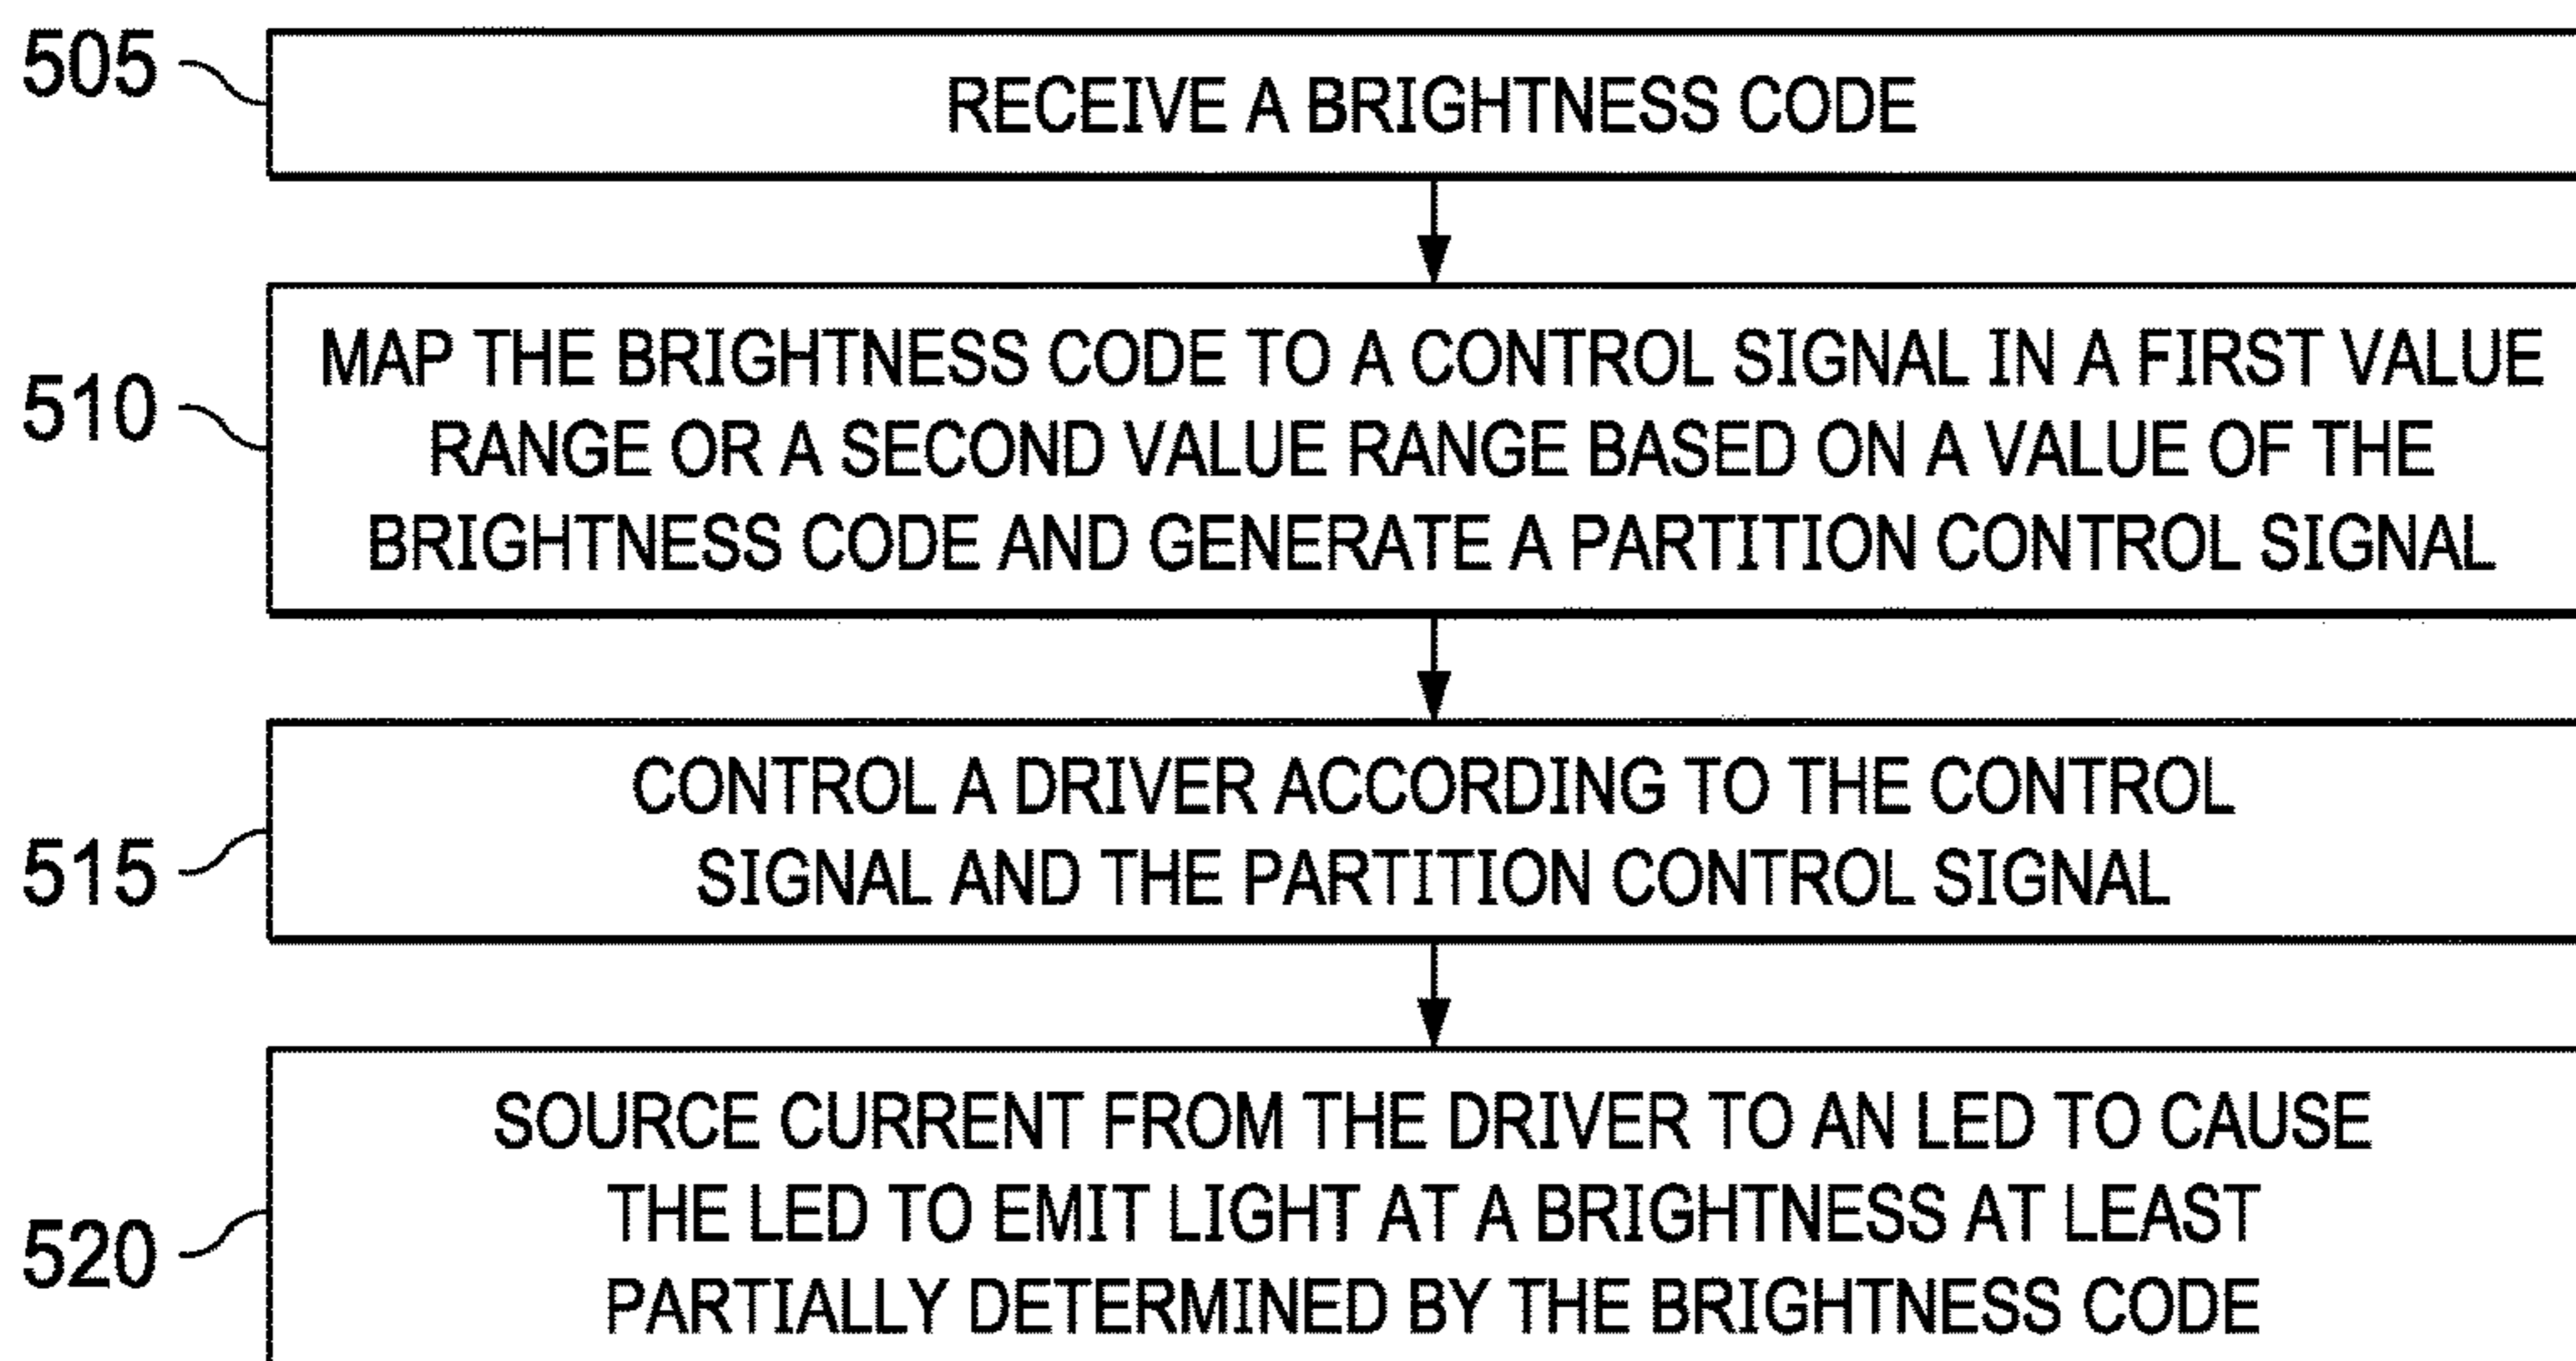 505
RECEIVE A BRIGHTNESS CODE
510
MAP THE BRIGHTNESS CODE TO A CONTROL SIGNAL IN A FIRST VALUE
RANGE OR A SECOND VALUE RANGE BASED ON A VALUE OF THE
BRIGHTNESS CODE AND GENERATE A PARTITION CONTROL SIGNAL
515
CONTROL A DRIVER ACCORDING TO THE CONTROL
SIGNAL AND THE PARTITION CONTROL SIGNAL
520
SOURCE CURRENT FROM THE DRIVER TO AN LED TO CAUSE
THE LED TO EMIT LIGHT AT A BRIGHTNESS AT LEAST
PARTIALLY DETERMINED BY THE BRIGHTNESS CODE